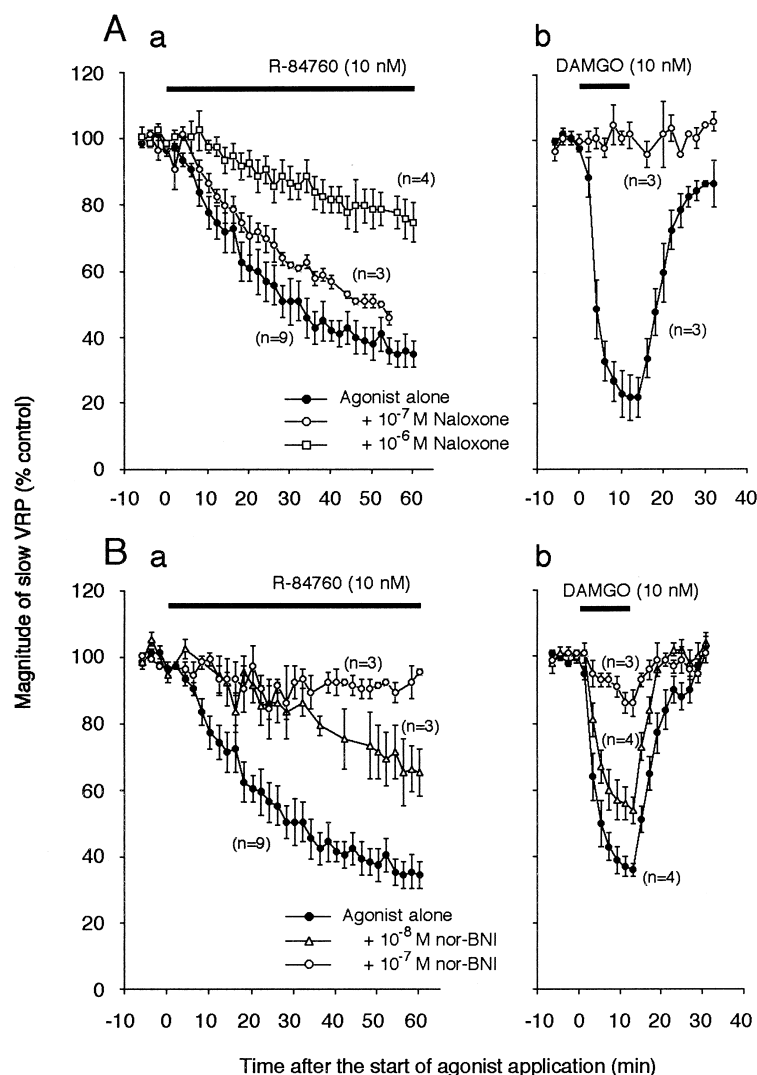 A a
b
R-84760 (10 nM)
DAMGO (10 nM)
120
100
80
60
40
20
0
(n=4)
(n=3)
(n=9)
(n=3)
(n=3)
Agonist alone
+ 10-7 M Naloxone
+ 10-6 M Naloxone
-10 0 10 20 30 40 50 60
-10 0 10 20 30 40
Magnitude of slow VRP (% control)
B a
b
R-84760 (10 nM)
DAMGO (10 nM)
120
100
80
60
40
20
0
(n=3)
(n=3)
(n=9)
(n=3)
(n=4)
(n=4)
Agonist alone
+ 10-8 M nor-BNI
+ 10-7 M nor-BNI
-10 0 10 20 30 40 50 60
-10 0 10 20 30 40
Time after the start of agonist application (min)